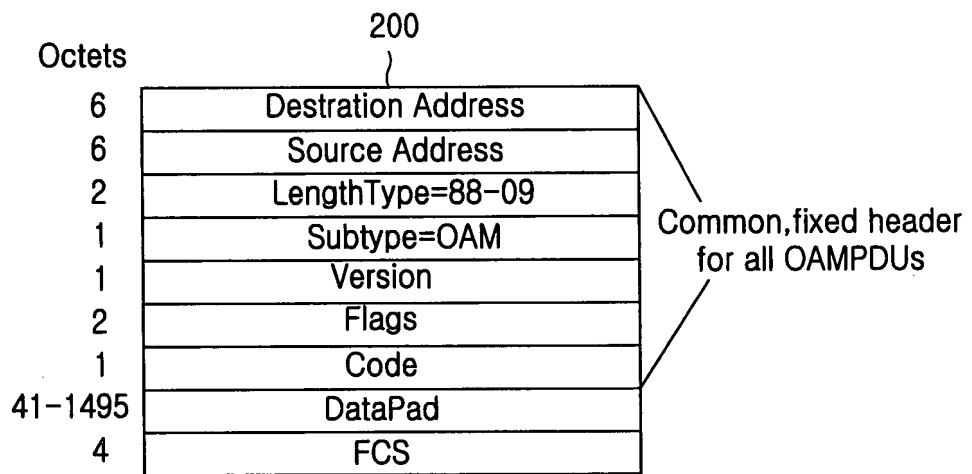 200
Octets
6 Destration Address
6 Source Address
2 LengthType=88-09
1 Subtype=OAM
1 Version
2 Flags
1 Code
41-1495 DataPad
4 FCS
Common,fixed header
for all OAMPDUs